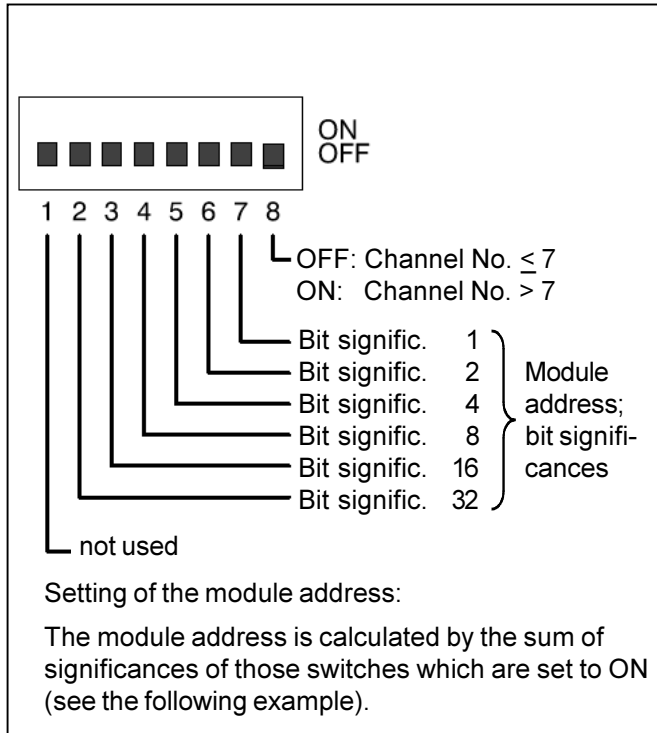 ON
OFF
1 2 3 4 5 6 7 8
OFF: Channel No. ≤ 7
ON: Channel No. > 7
Bit signific. 1
Bit signific. 2 Module
Bit signific. 4 address;
Bit signific. 8 bit signifi-
Bit signific. 16 cances
Bit signific. 32
not used
Setting of the module address:
The module address is calculated by the sum of
significances of those switches which are set to ON
(see the following example).